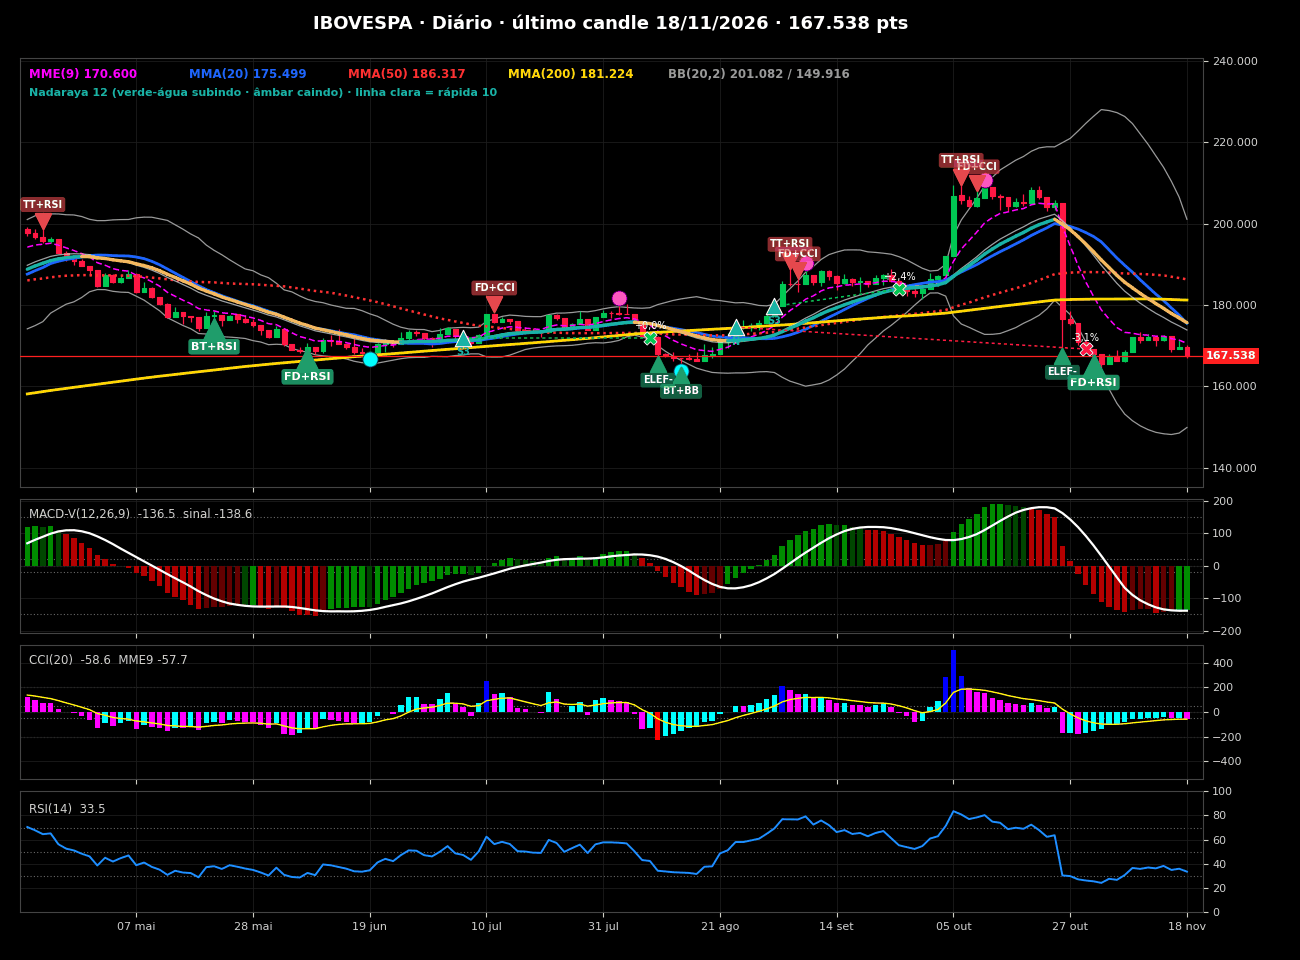 IBOVESPA · Diário · último candle 18/11/2026 · 167.538 pts
MME(9) 170.600 MMA(20) 175.499 MMA(50) 186.317 MMA(200) 181.224 BB(20,2) 201.082 / 149.916
Nadaraya 12 (verde-água subindo · âmbar caindo) · linha clara = rápida 10
240.000
220.000
200.000
180.000
167.538
160.000
140.000
TT+RSI
BT+RSI
FD+RSI
S3
FD+CCI
+0,0%
ELEF-
BT+BB
S3
TT+RSI
FD+CCI
+2,4%
TT+RSI
FD+CCI
-3,1%
ELEF-
FD+RSI
MACD-V(12,26,9) -136.5 sinal -138.6
200
100
0
−100
−200
CCI(20) -58.6 MME9 -57.7
400
200
0
−200
−400
RSI(14) 33.5
100
80
60
40
20
0
07 mai 28 mai 19 jun 10 jul 31 jul 21 ago 14 set 05 out 27 out 18 nov